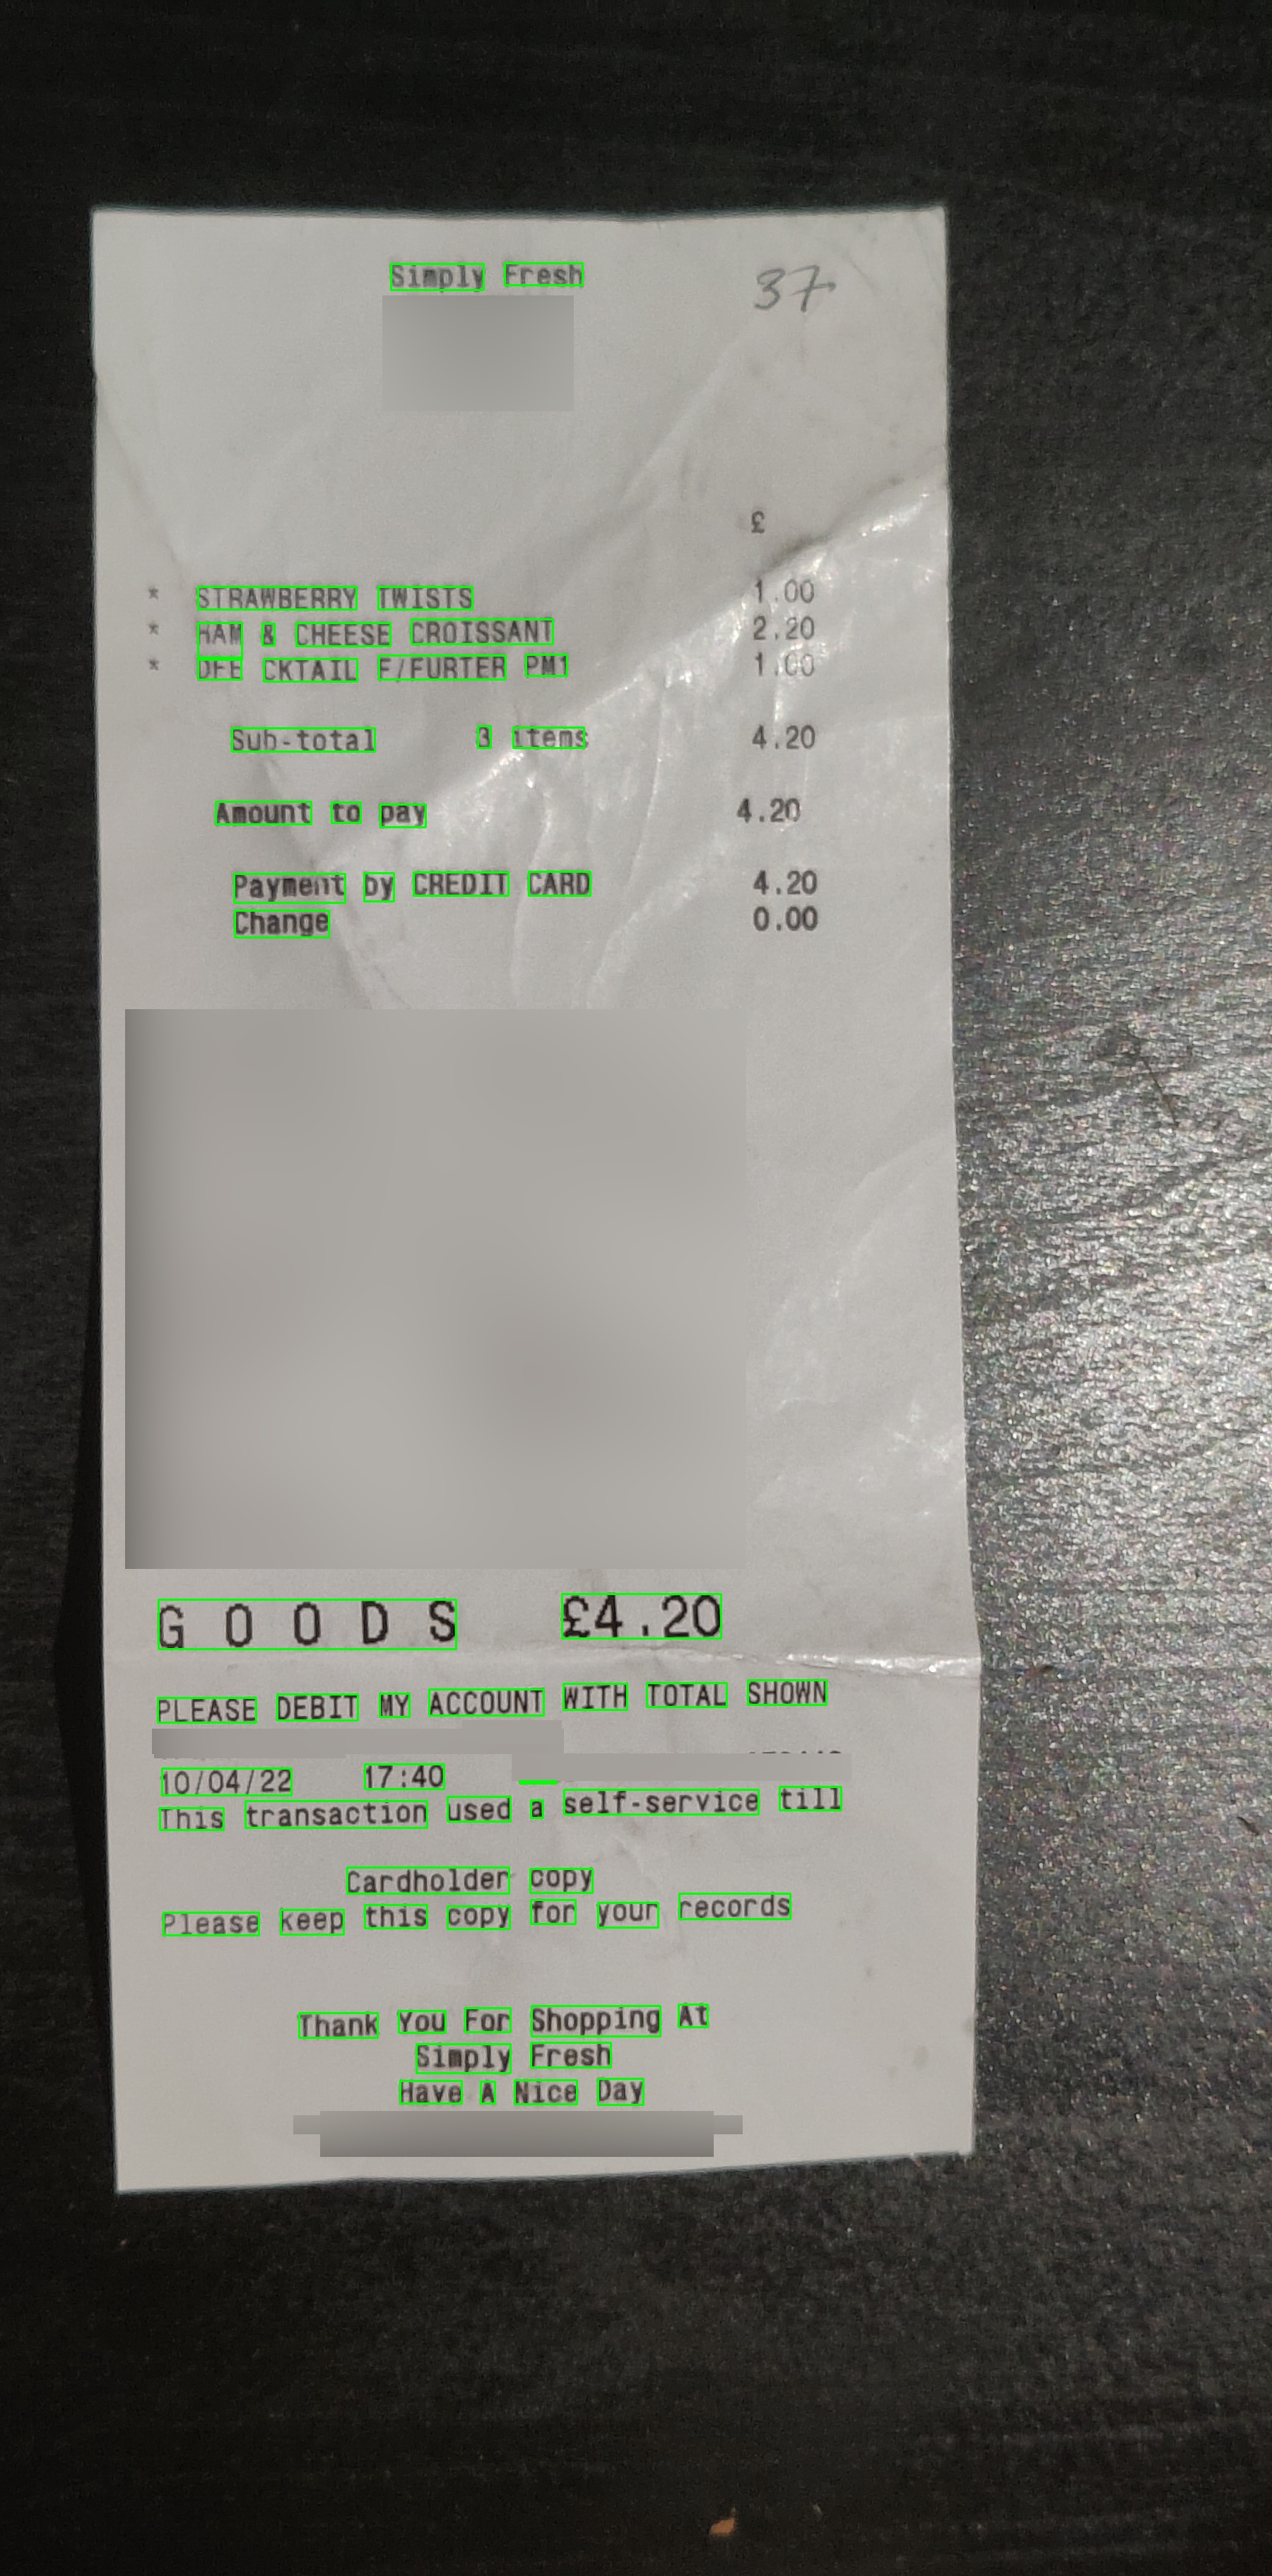 Simply Fresh
37
£
* STRAWBERRY TWISTS 1.00
* HAM & CHEESE CROISSANT 2.20
* DFE CKTAIL F/FURTER PM1 1.00
Sub-total 3 items 4.20
Amount to pay 4.20
Payment by CREDIT CARD 4.20
Change 0.00
G O O D S £4.20
PLEASE DEBIT MY ACCOUNT WITH TOTAL SHOWN
10/04/22 17:40
This transaction used a self-service till
Cardholder copy
Please keep this copy for your records
Thank You For Shopping At
Simply Fresh
Have A Nice Day